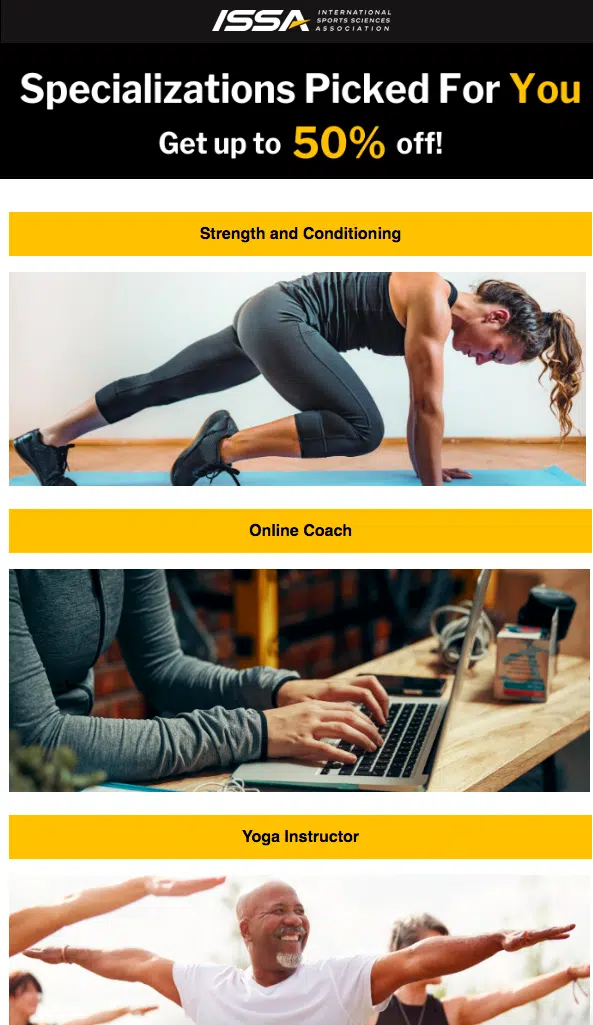 ISSA INTERNATIONAL
SPORTS SCIENCES
ASSOCIATION
Specializations Picked For You
Get up to 50% off!
Strength and Conditioning
Online Coach
Yoga Instructor